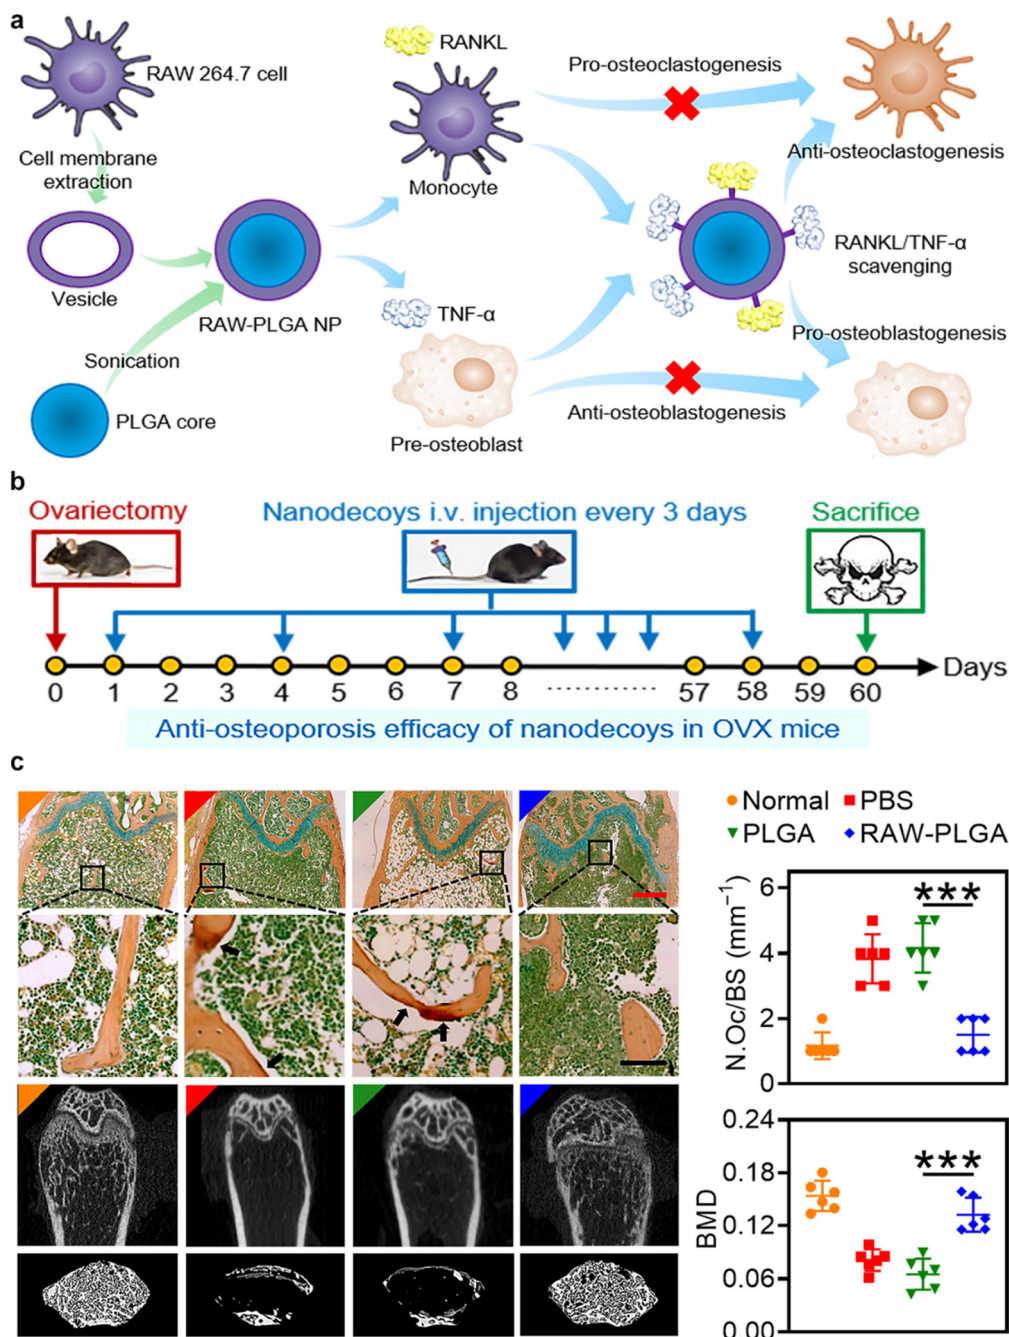 a
RAW 264.7 cell
Cell membrane
extraction
Vesicle
Sonication
PLGA core
RAW-PLGA NP
RANKL
Monocyte
TNF-α
Pre-osteoblast
Pro-osteoclastogenesis
Anti-osteoclastogenesis
RANKL/TNF-α
scavenging
Pro-osteoblastogenesis
Anti-osteoblastogenesis
b
Ovariectomy
Nanodecoys i.v. injection every 3 days
Sacrifice
0 1 2 3 4 5 6 7 8 ............... 57 58 59 60
Days
Anti-osteoporosis efficacy of nanodecoys in OVX mice
c
Normal PBS
PLGA RAW-PLGA
N.Oc/BS (mm⁻¹)
6
4
2
0
***
BMD
0.24
0.18
0.12
0.06
0.00
***